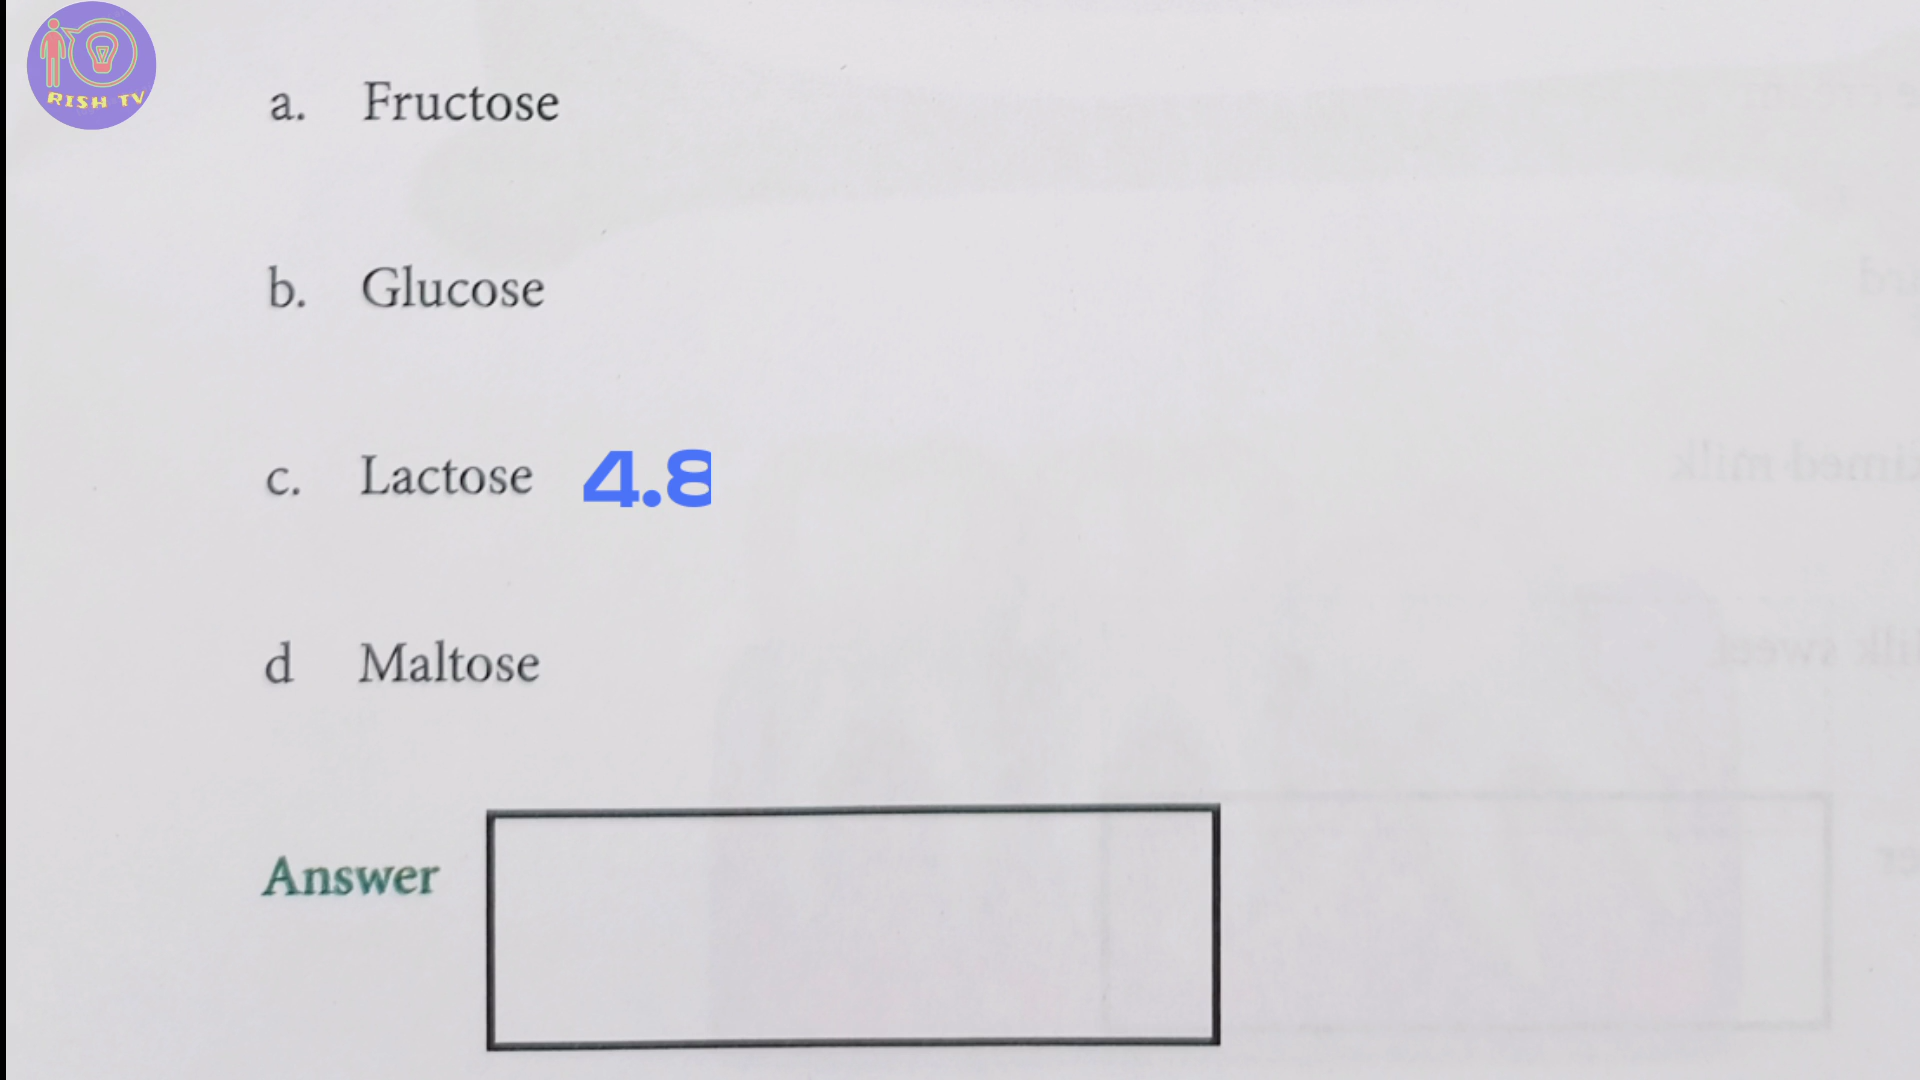 RISH TV
a. Fructose
b. Glucose
c. Lactose 4.8
d Maltose
Answer